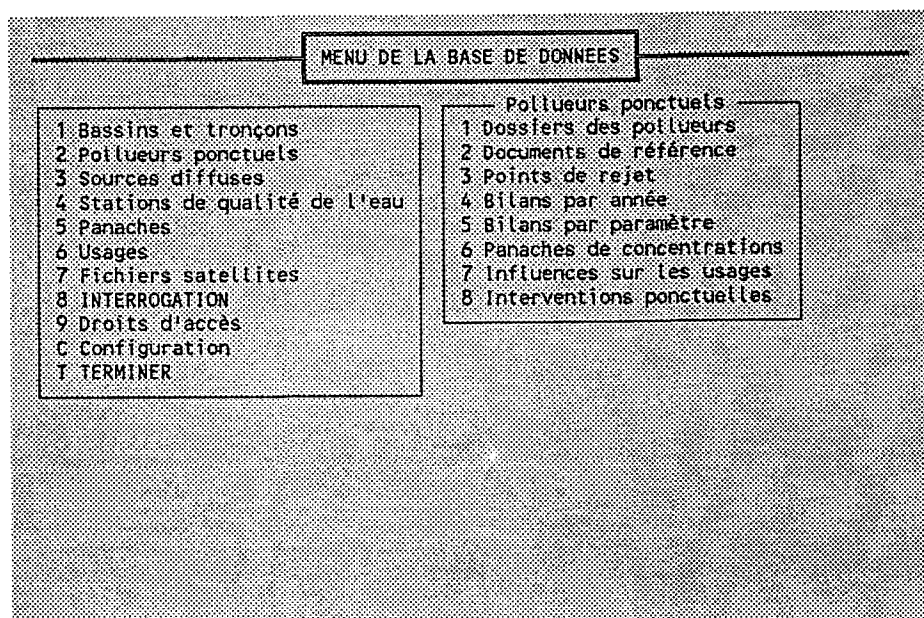 MENU DE LA BASE DE DONNEES
1 Bassins et tronçons
2 Pollueurs ponctuels
3 Sources diffuses
4 Stations de qualité de l'eau
5 Panaches
6 Usages
7 Fichiers satellites
8 INTERROGATION
9 Droits d'accès
C Configuration
T TERMINER
Pollueurs ponctuels
1 Dossiers des pollueurs
2 Documents de référence
3 Points de rejet
4 Bilans par année
5 Bilans par paramètre
6 Panaches de concentrations
7 Influences sur les usages
8 Interventions ponctuelles